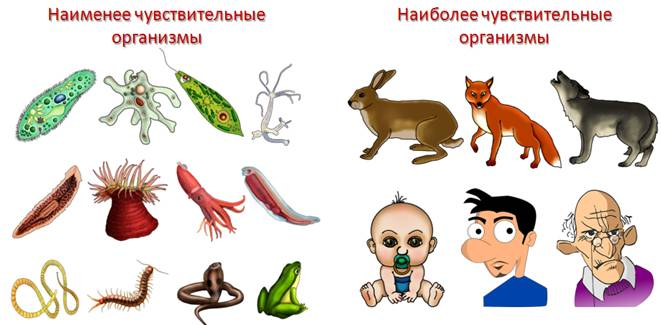 Наименее чувствительные
организмы
Наиболее чувствительные
организмы